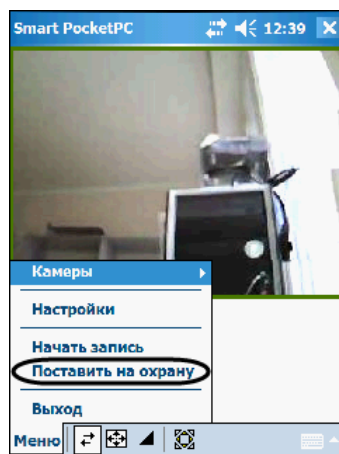 Smart PocketPC 12:39
Камеры
Настройки
Начать запись
Поставить на охрану
Выход
Меню